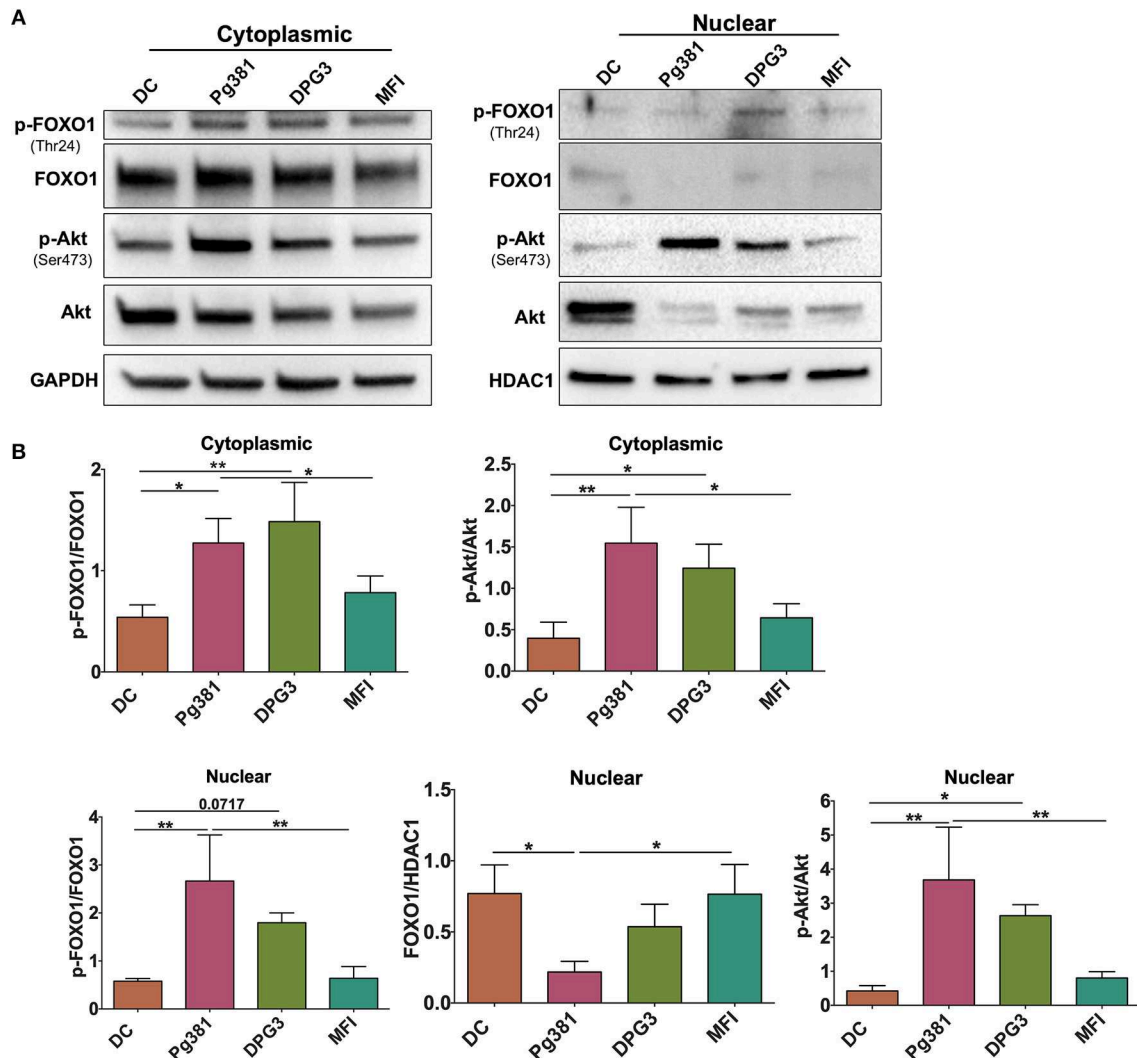 A
Cytoplasmic
DC Pg381 DPG3 MFI
p-FOXO1
(Thr24)
FOXO1
p-Akt
(Ser473)
Akt
GAPDH
Nuclear
DC Pg381 DPG3 MFI
p-FOXO1
(Thr24)
FOXO1
p-Akt
(Ser473)
Akt
HDAC1
B
Cytoplasmic
**
* *
p-FOXO1/FOXO1
2
1
0
DC Pg381 DPG3 MFI
Cytoplasmic
*
** *
p-Akt/Akt
2.5
2.0
1.5
1.0
0.5
0.0
DC Pg381 DPG3 MFI
Nuclear
0.0717
** **
p-FOXO1/FOXO1
4
3
2
1
0
DC Pg381 DPG3 MFI
Nuclear
* *
FOXO1/HDAC1
1.5
1.0
0.5
0.0
DC Pg381 DPG3 MFI
Nuclear
*
** **
p-Akt/Akt
6
5
4
3
2
1
0
DC Pg381 DPG3 MFI